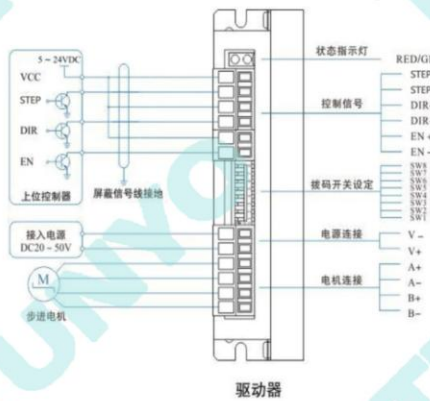 5 ~ 24VDC
VCC
STEP
DIR
EN
上位控制器
屏蔽信号线接地
接入电源
DC20 ~ 50V
M
步进电机
状态指示灯
控制信号
拨码开关设定
电源连接
电机连接
STEP
STEP
DIR
DIR
EN +
EN -
SW8
SW7
SW6
SW5
SW4
SW3
SW2
SW1
V -
V+
A+
A-
B+
B-
驱动器